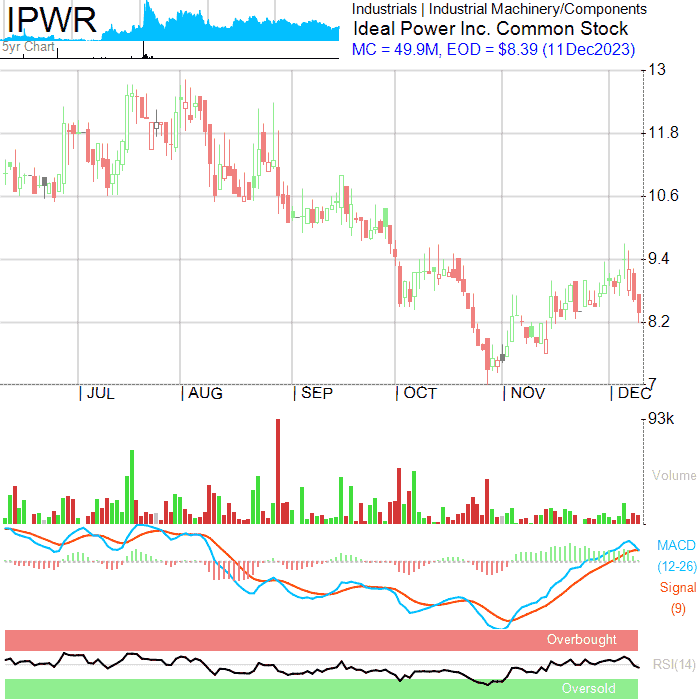 IPWR
5yr Chart
Industrials | Industrial Machinery/Components
Ideal Power Inc. Common Stock
MC = 49.9M, EOD = $8.39 (11Dec2023)
13
11.8
10.6
9.4
8.2
7
| JUL | AUG | SEP | OCT | NOV | DEC
93k
Volume
MACD
(12-26)
Signal
(9)
Overbought
RSI(14)
Oversold